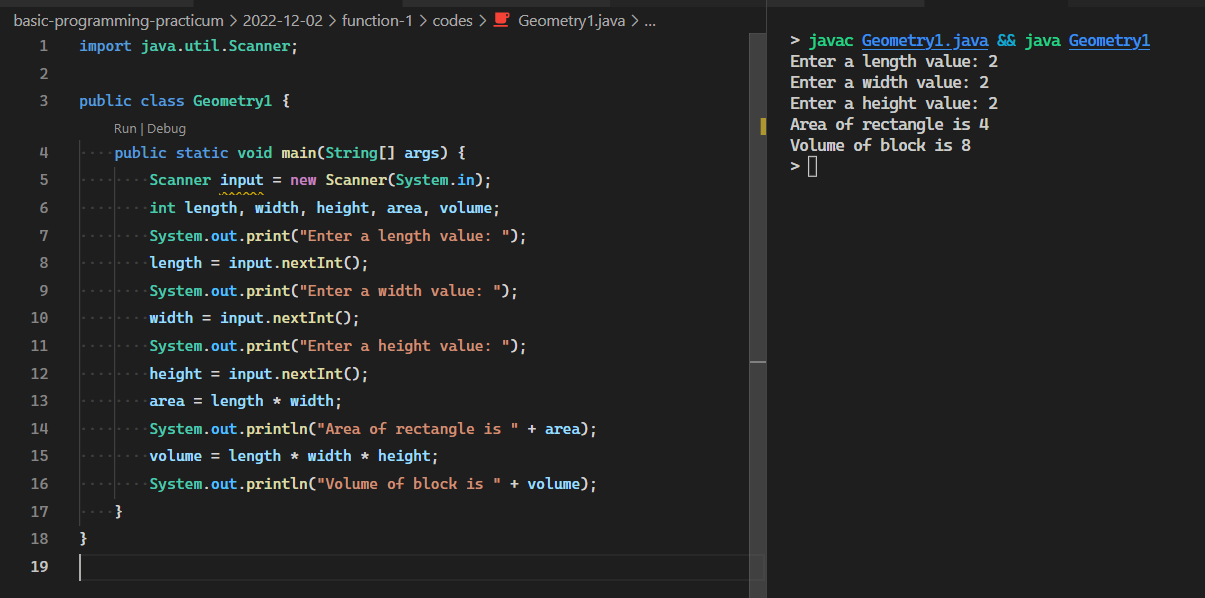 basic-programming-practicum > 2022-12-02 > function-1 > codes > Geometry1.java > ...
1 import java.util.Scanner;
2
3 public class Geometry1 {
Run | Debug
4 ····public static void main(String[] args) {
5 ········Scanner input = new Scanner(System.in);
6 ········int length, width, height, area, volume;
7 ········System.out.print("Enter a length value: ");
8 ········length = input.nextInt();
9 ········System.out.print("Enter a width value: ");
10 ········width = input.nextInt();
11 ········System.out.print("Enter a height value: ");
12 ········height = input.nextInt();
13 ········area = length * width;
14 ········System.out.println("Area of rectangle is " + area);
15 ········volume = length * width * height;
16 ········System.out.println("Volume of block is " + volume);
17 ····}
18 }
19
> javac Geometry1.java && java Geometry1
Enter a length value: 2
Enter a width value: 2
Enter a height value: 2
Area of rectangle is 4
Volume of block is 8
>